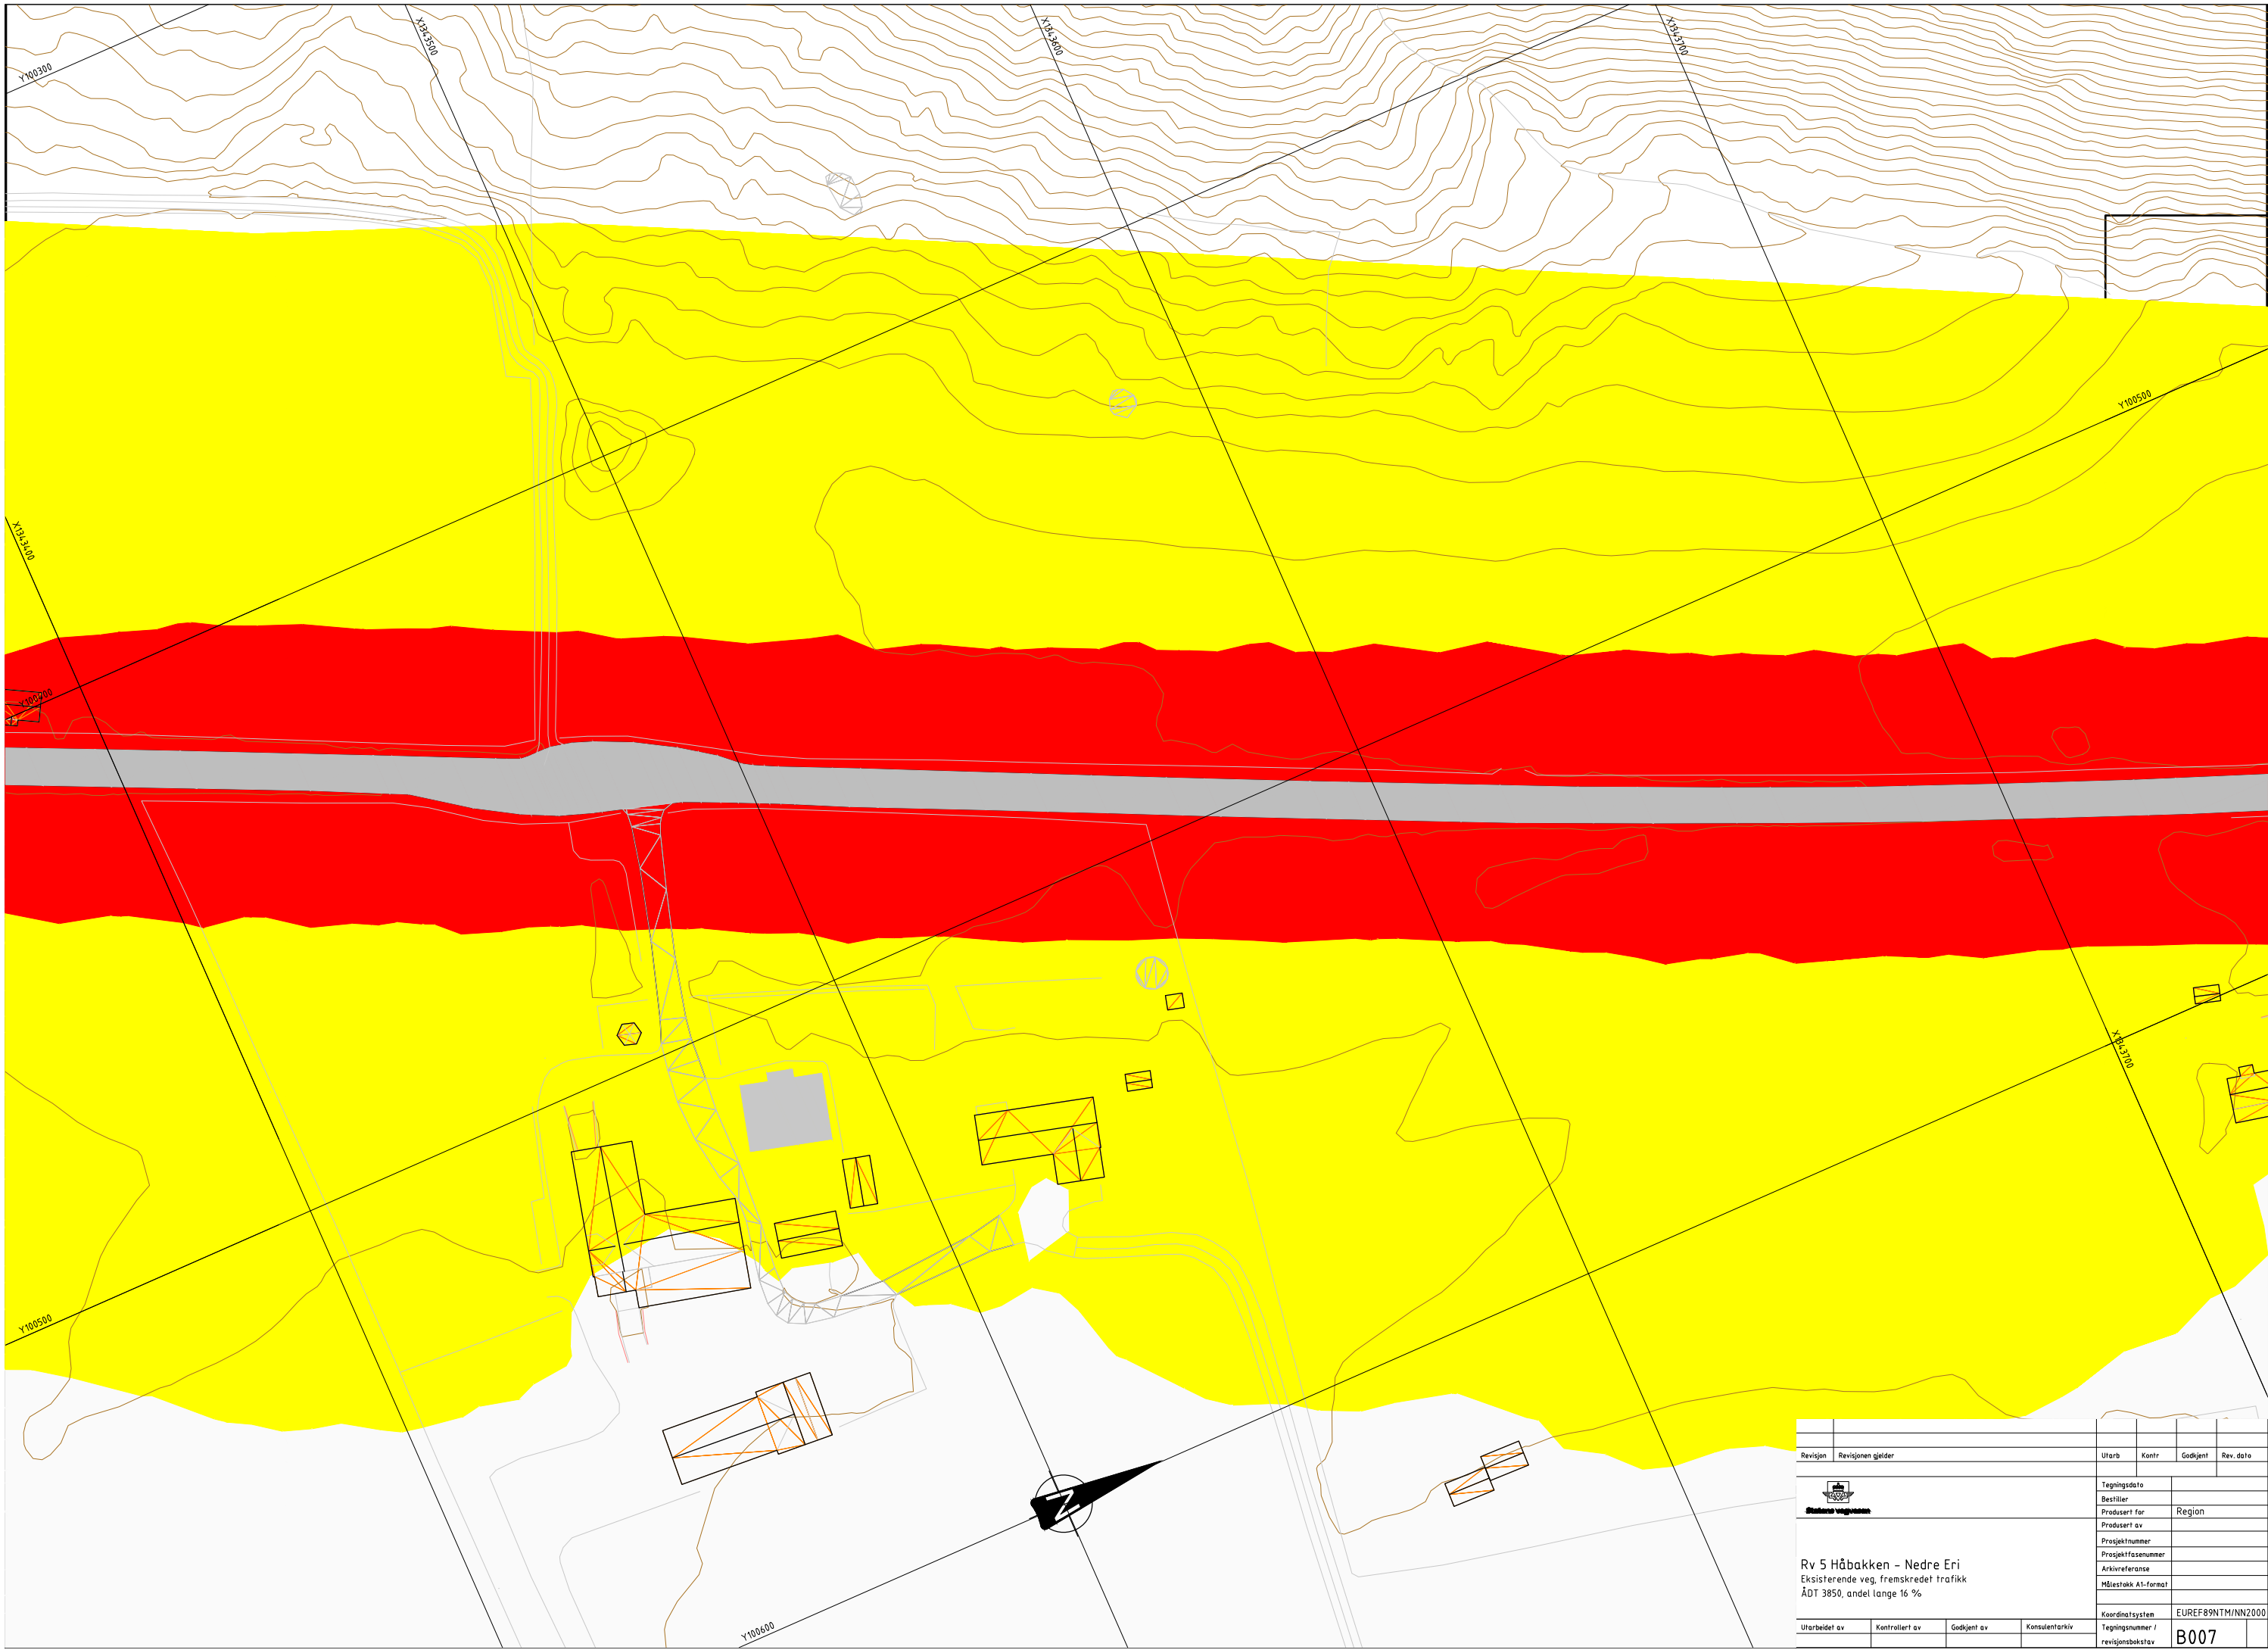 X1343500
X1343600
X1343700
Y100300
Y100500
X1343400
X1343700
Y100500
Y100600
N
Revisjon Revisjonen gjelder Utarb Kontr Godkjent Rev. dato
Statens vegvesen
Tegningsdato
Bestiller
Produsert for Region
Produsert av
Prosjektnummer
Prosjektfasenummer
Arkivreferanse
Målestokk A1-format
Rv 5 Håbakken - Nedre Eri
Eksisterende veg, fremskredet trafikk
ÅDT 3850, andel lange 16 %
Koordinatsystem EUREF89NTM/NN2000
Utarbeidet av Kontrollert av Godkjent av Konsulentarkiv
Tegningsnummer /
revisjonsbokstav B007